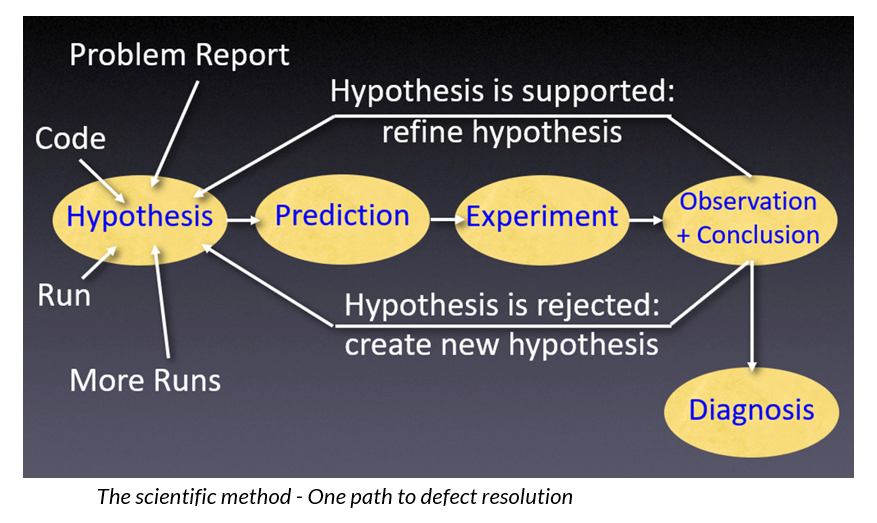 Problem Report
Hypothesis is supported:
refine hypothesis
Code
Hypothesis
Prediction
Experiment
Observation
+ Conclusion
Run
Hypothesis is rejected:
create new hypothesis
More Runs
Diagnosis
The scientific method - One path to defect resolution